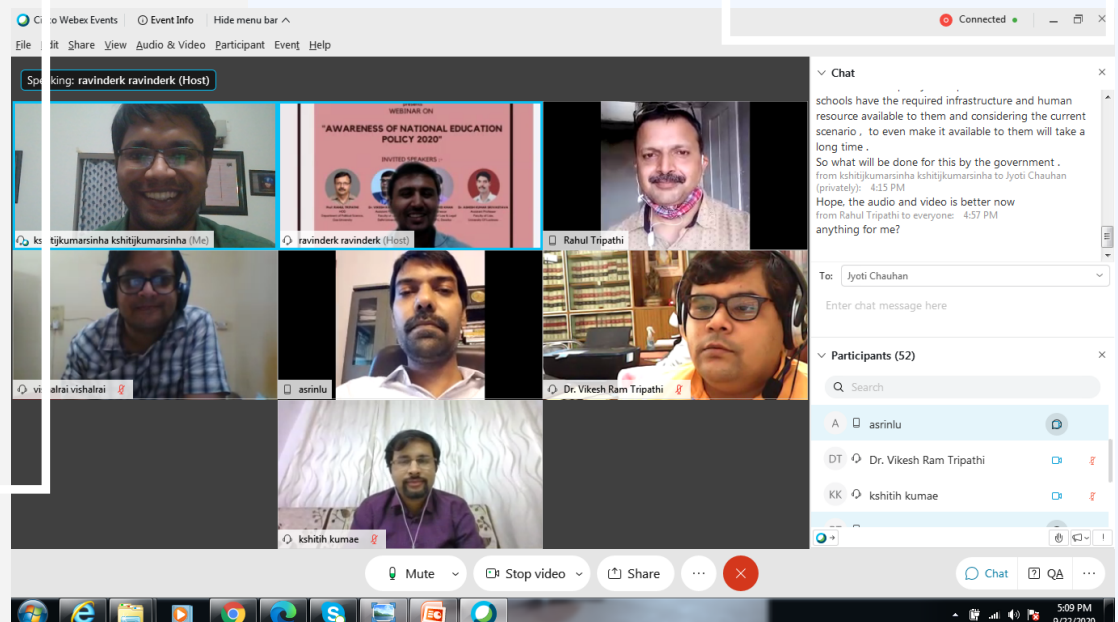 Cisco Webex Events
Event Info
Hide menu bar
Connected
File Edit Share View Audio & Video Participant Event Help
Speaking: ravinderk ravinderk (Host)
WEBINAR ON
"AWARENESS OF NATIONAL EDUCATION
POLICY 2020"
INVITED SPEAKERS :-
kshitijkumarsinha kshitijkumarsinha (Me)
ravinderk ravinderk (Host)
Rahul Tripathi
vishalrai vishalrai
asrinlu
Dr. Vikesh Ram Tripathi
kshitih kumae
Chat
schools have the required infrastructure and human
resource available to them and considering the current
scenario , to even make it available to them will take a
long time .
So what will be done for this by the government .
from kshitijkumarsinha kshitijkumarsinha to Jyoti Chauhan
(privately): 4:15 PM
Hope, the audio and video is better now
from Rahul Tripathi to everyone: 4:57 PM
anything for me?
To: Jyoti Chauhan
Enter chat message here
Participants (52)
Search
A asrinlu
DT Dr. Vikesh Ram Tripathi
KK kshitih kumae
Mute
Stop video
Share
Chat
QA
5:09 PM
9/22/2020